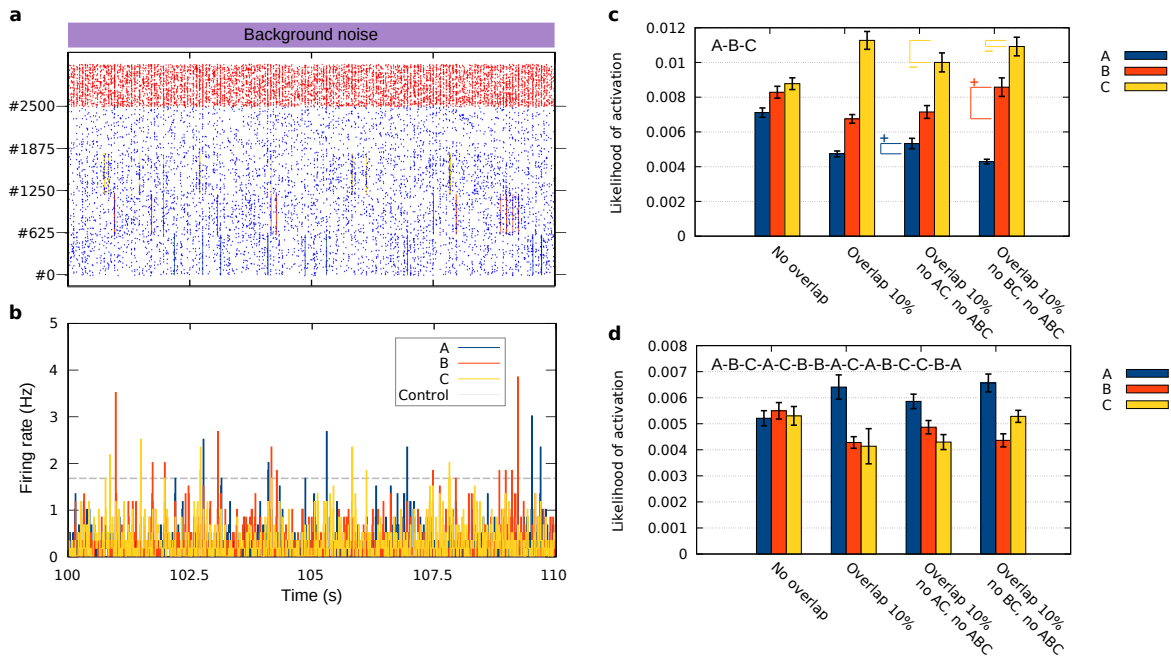 a
Background noise
#2500
#1875
#1250
#625
#0
b
5
4
3
2
1
0
Firing rate (Hz)
A
B
C
Control
100
102.5
105
107.5
110
Time (s)
c
0.012
0.01
0.008
0.006
0.004
0.002
0
Likelihood of activation
A-B-C
+
+
A
B
C
No overlap
Overlap 10%
Overlap 10%
no AC, no ABC
Overlap 10%
no BC, no ABC
d
0.008
0.007
0.006
0.005
0.004
0.003
0.002
0.001
0
Likelihood of activation
A-B-C-A-C-B-B-A-C-A-B-C-C-B-A
A
B
C
No overlap
Overlap 10%
Overlap 10%
no AC, no ABC
Overlap 10%
no BC, no ABC